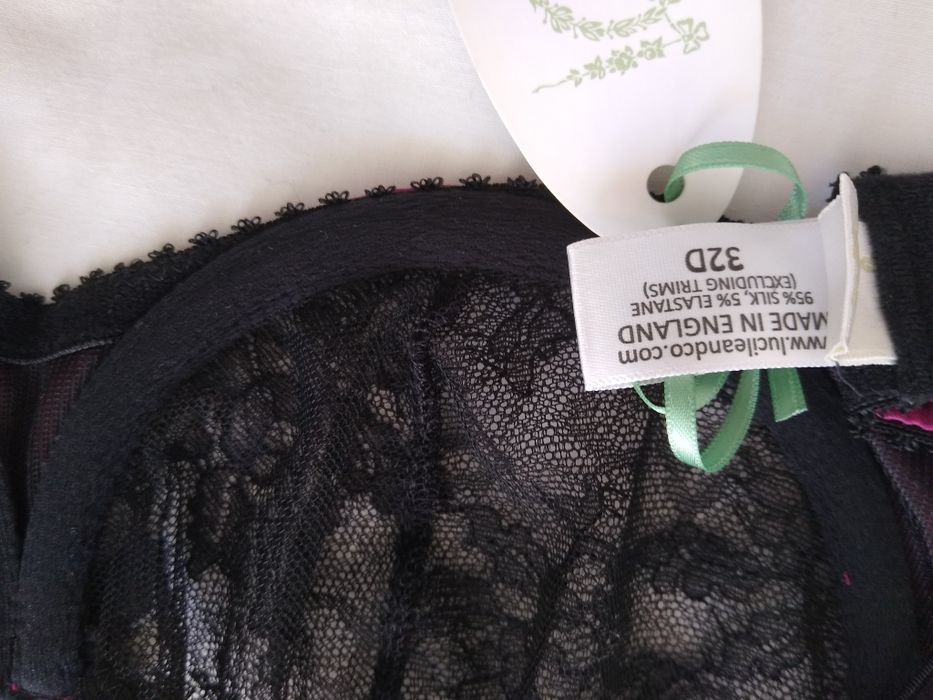 www.lucileandco.com
MADE IN ENGLAND
95% SILK, 5% ELASTANE
(EXCLUDING TRIMS)
32D